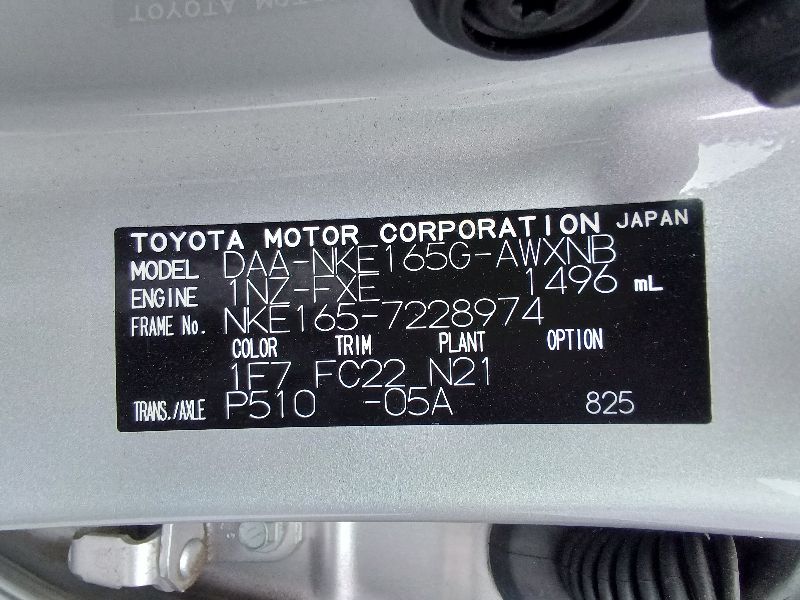 TOYOTA MOTOR CORPORATION JAPAN
MODEL DAA-NKE165G-AWXNB
ENGINE 1NZ-FXE 1496 mL
FRAME No. NKE165-7228974
COLOR TRIM PLANT OPTION
1F7 FC22 N21
TRANS./AXLE P510 -05A 825